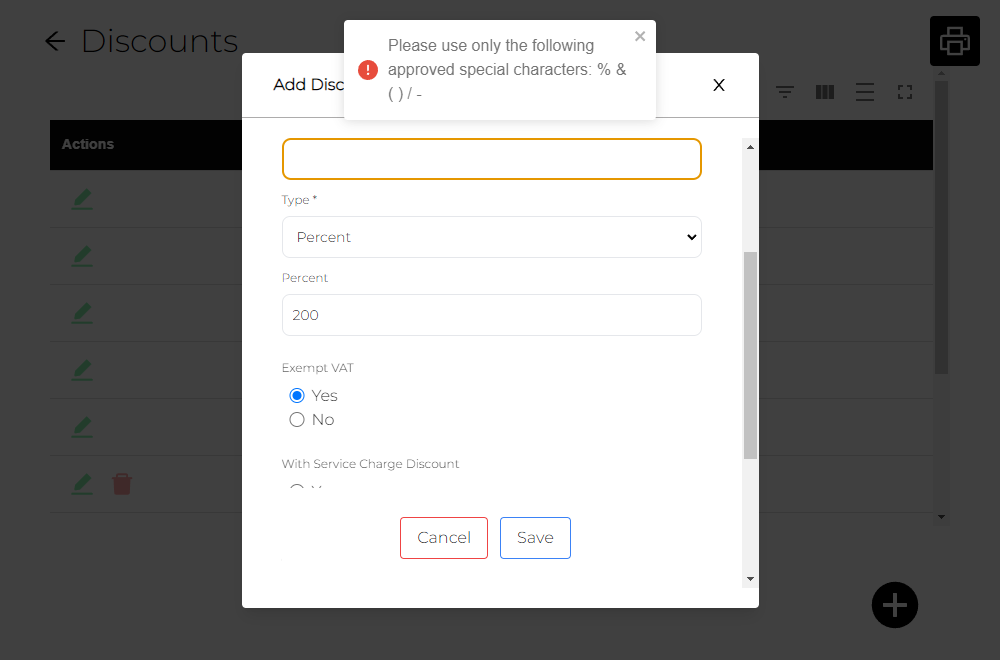 Discounts
Please use only the following
approved special characters: % &
( ) / -
Add Disc
X
Actions
Type *
Percent
Percent
200
Exempt VAT
Yes
No
With Service Charge Discount
Cancel
Save